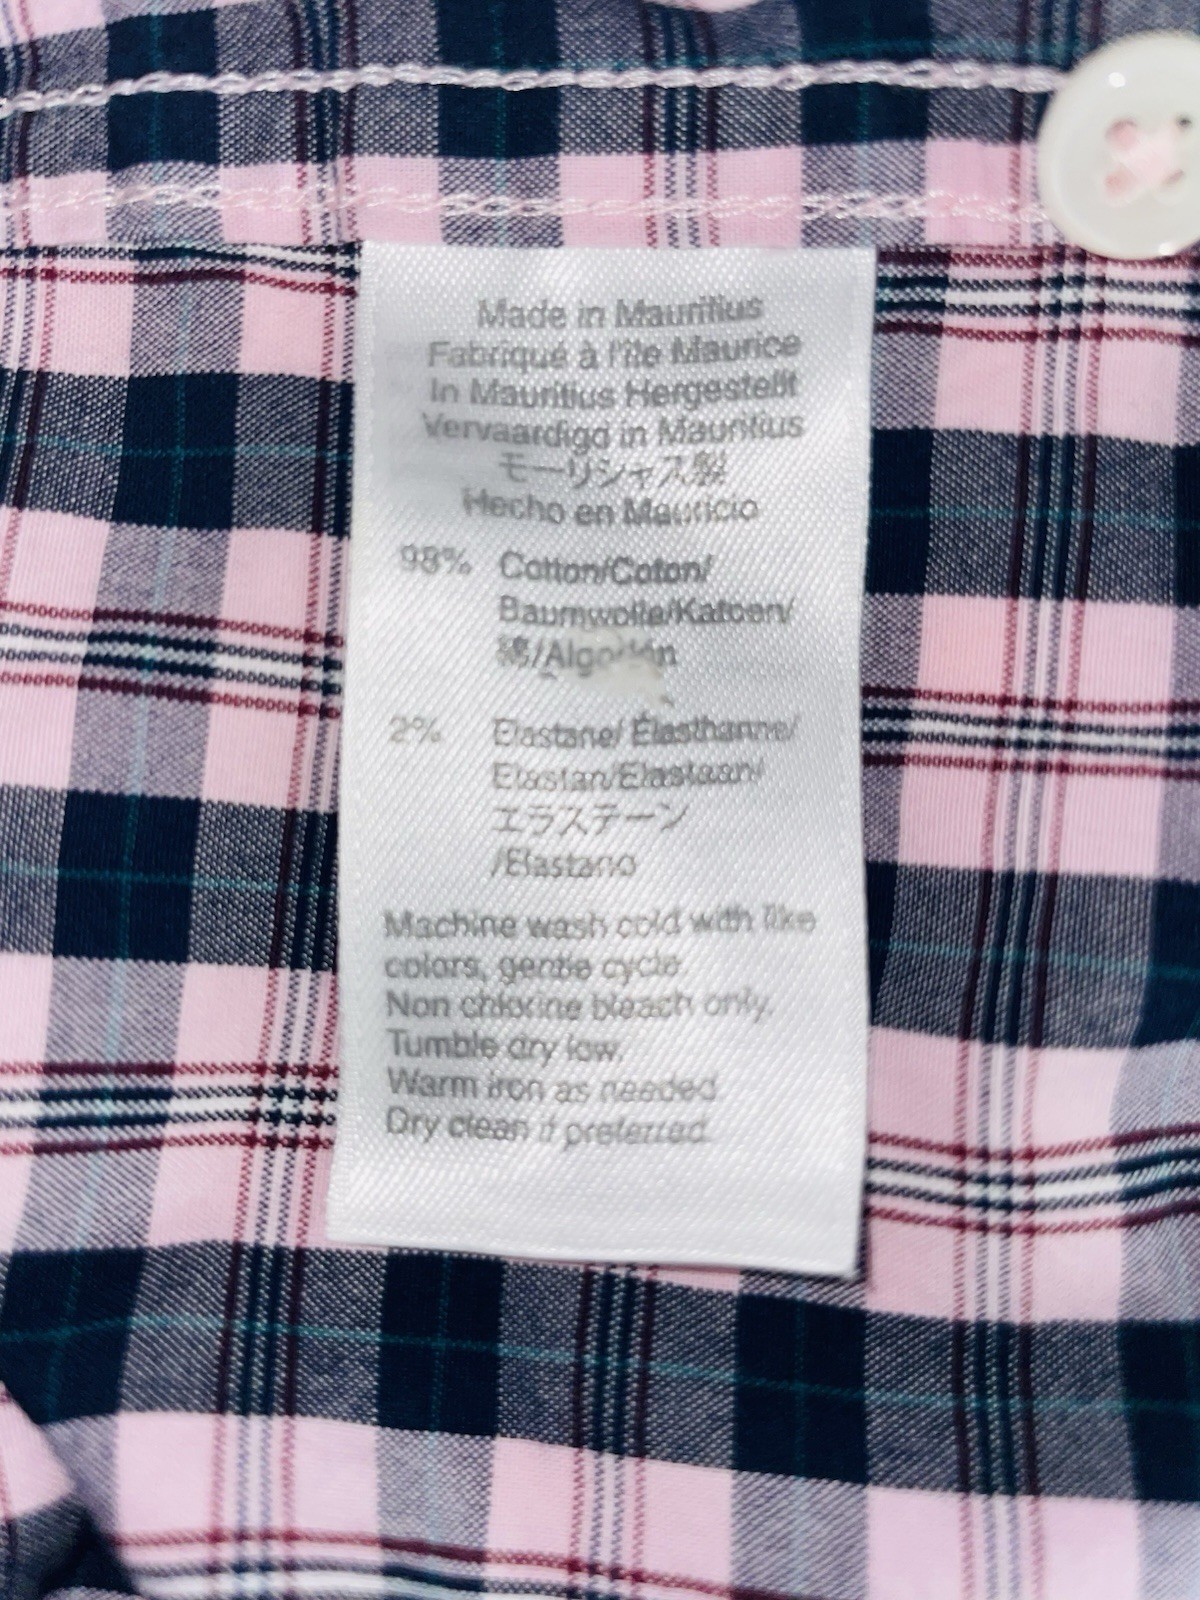 Made in Mauritius
Fabriqué à l'île Maurice
In Mauritius Hergestellt
Vervaardigd in Mauritius
モーリシャス製
Hecho en Mauricio
98% Cotton/Coton/
Baumwolle/Katoen/
綿/Algodón
2% Elastane/ Élasthanne/
Elastan/Elastaan/
エラステーン
/Elastano
Machine wash cold with like
colors, gentle cycle.
Non chlorine bleach only.
Tumble dry low.
Warm iron as needed.
Dry clean if preferred.